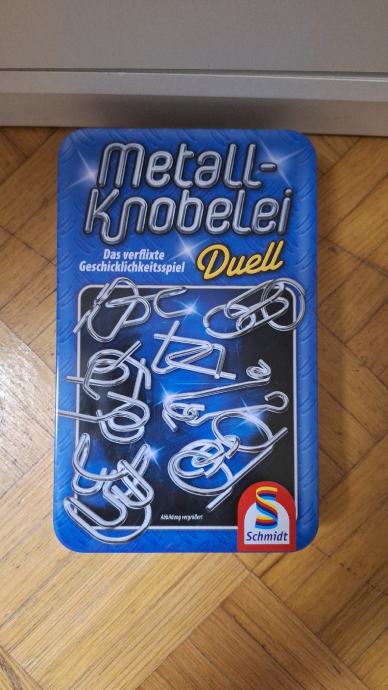 Metall-
Knobelei
Das verflixte
Geschicklichkeitsspiel
Duell
Abbildung vergrößert
S
Schmidt